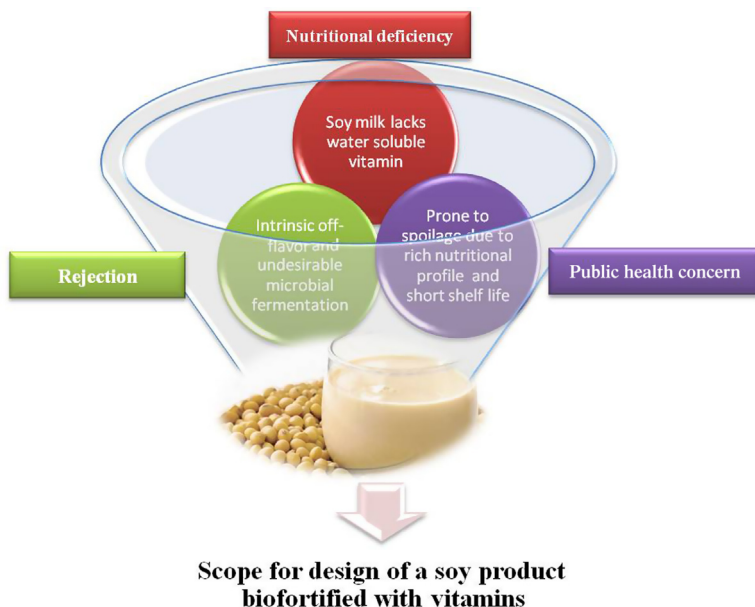 Nutritional deficiency
Soy milk lacks
water soluble
vitamin
Intrinsic off-
flavor and
undesirable
microbial
fermentation
Prone to
spoilage due to
rich nutritional
profile and
short shelf life
Rejection
Public health concern
Scope for design of a soy product
biofortified with vitamins